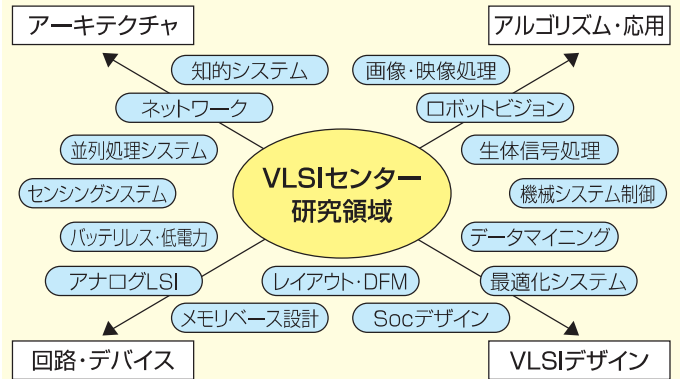 アーキテクチャ
アルゴリズム・応用
知的システム
画像・映像処理
ネットワーク
ロボットビジョン
並列処理システム
生体信号処理
VLSIセンター
研究領域
センシングシステム
機械システム制御
バッテリレス・低電力
データマイニング
アナログLSI
レイアウト・DFM
最適化システム
メモリベース設計
Socデザイン
回路・デバイス
VLSIデザイン